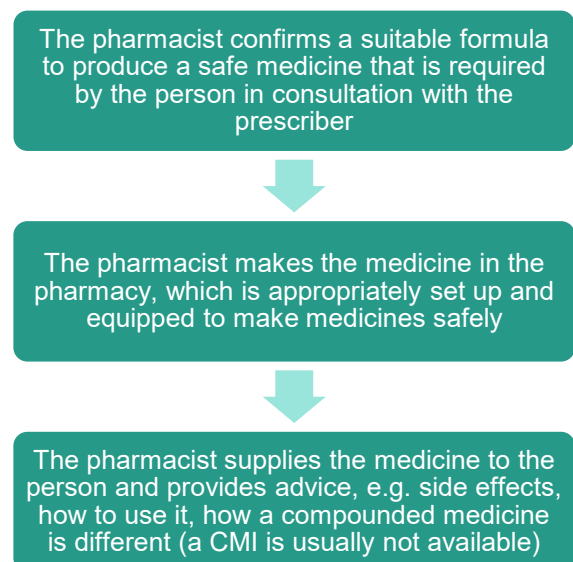 The pharmacist confirms a suitable formula
to produce a safe medicine that is required
by the person in consultation with the
prescriber
The pharmacist makes the medicine in the
pharmacy, which is appropriately set up and
equipped to make medicines safely
The pharmacist supplies the medicine to the
person and provides advice, e.g. side effects,
how to use it, how a compounded medicine
is different (a CMI is usually not available)